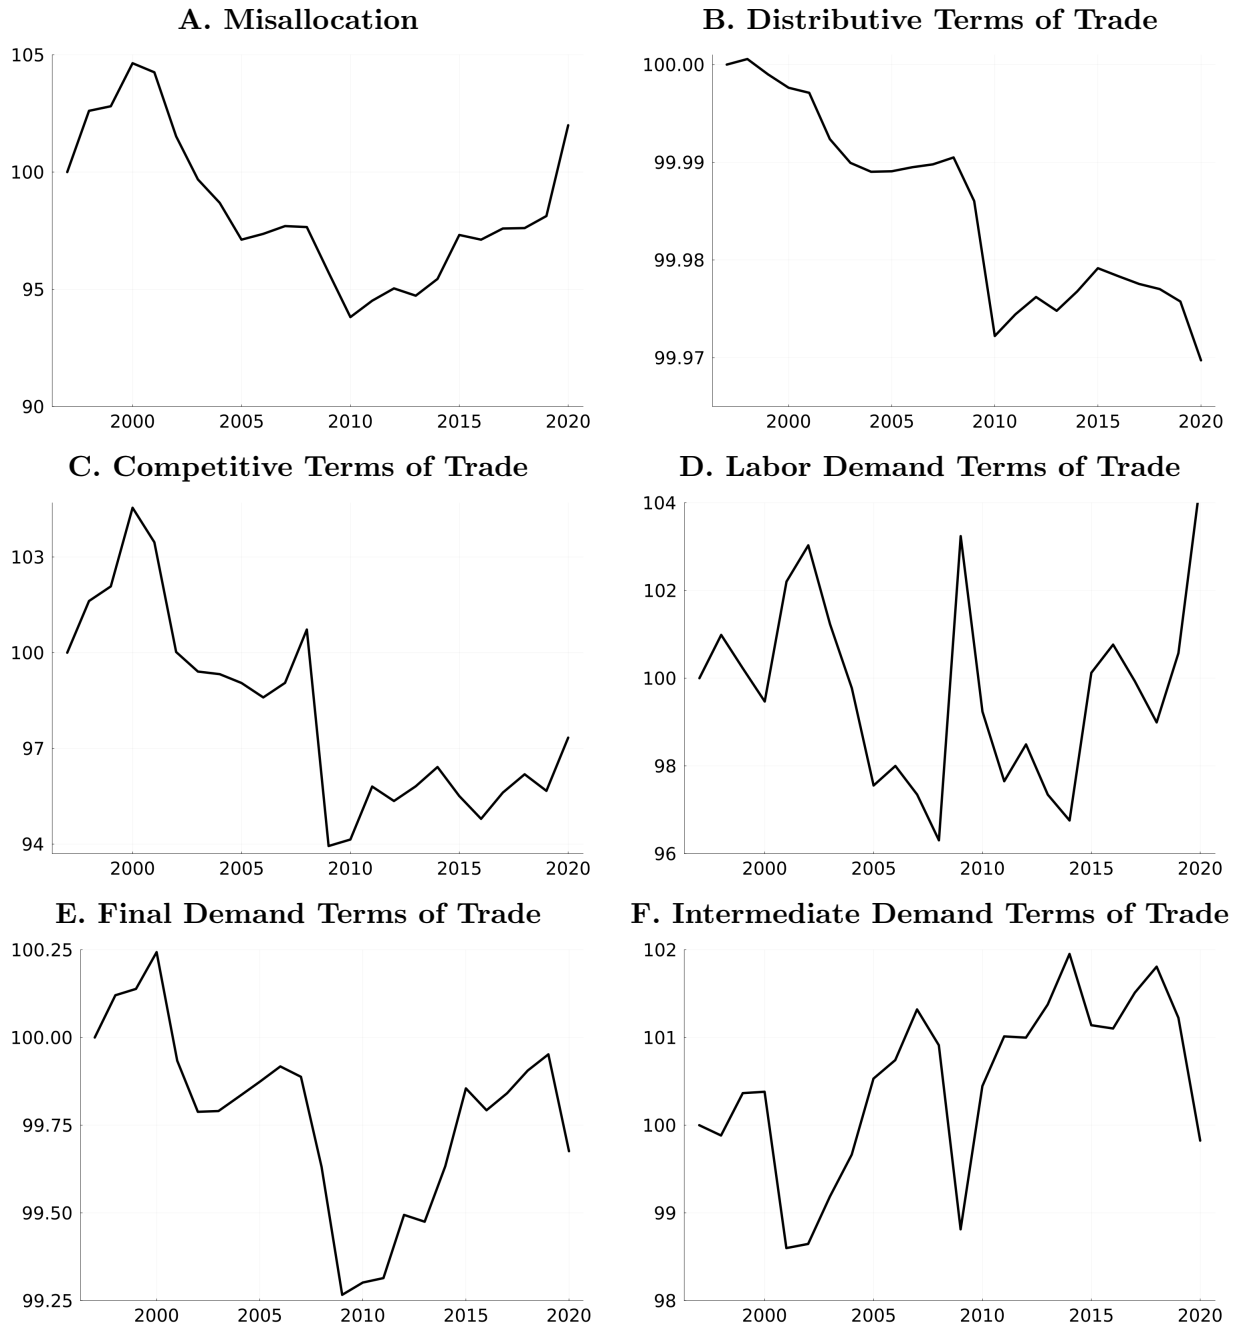 A. Misallocation
105
100
95
90
2000 2005 2010 2015 2020
B. Distributive Terms of Trade
100.00
99.99
99.98
99.97
2000 2005 2010 2015 2020
C. Competitive Terms of Trade
103
100
97
94
2000 2005 2010 2015 2020
D. Labor Demand Terms of Trade
104
102
100
98
96
2000 2005 2010 2015 2020
E. Final Demand Terms of Trade
100.25
100.00
99.75
99.50
99.25
2000 2005 2010 2015 2020
F. Intermediate Demand Terms of Trade
102
101
100
99
98
2000 2005 2010 2015 2020